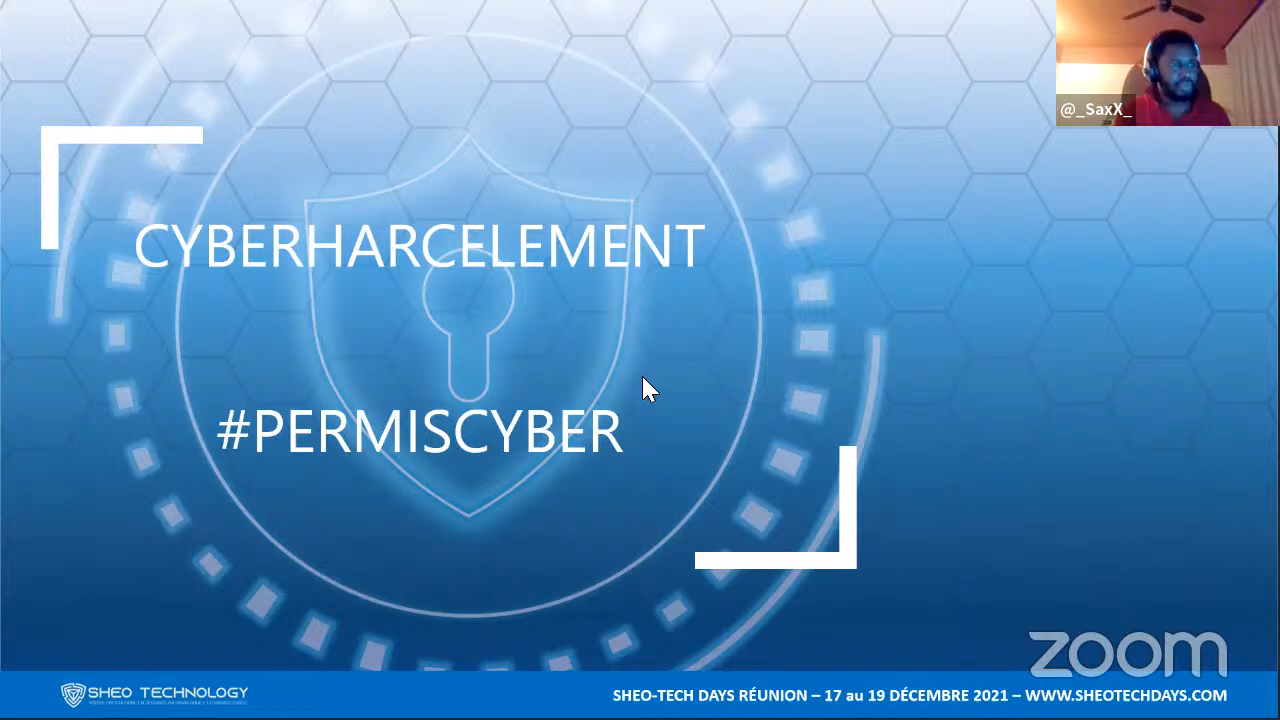 @_SaxX_
CYBERHARCELEMENT
#PERMISCYBER
zoom
SHEO TECHNOLOGY
SHEO-TECH DAYS RÉUNION – 17 au 19 DÉCEMBRE 2021 – WWW.SHEOTECHDAYS.COM